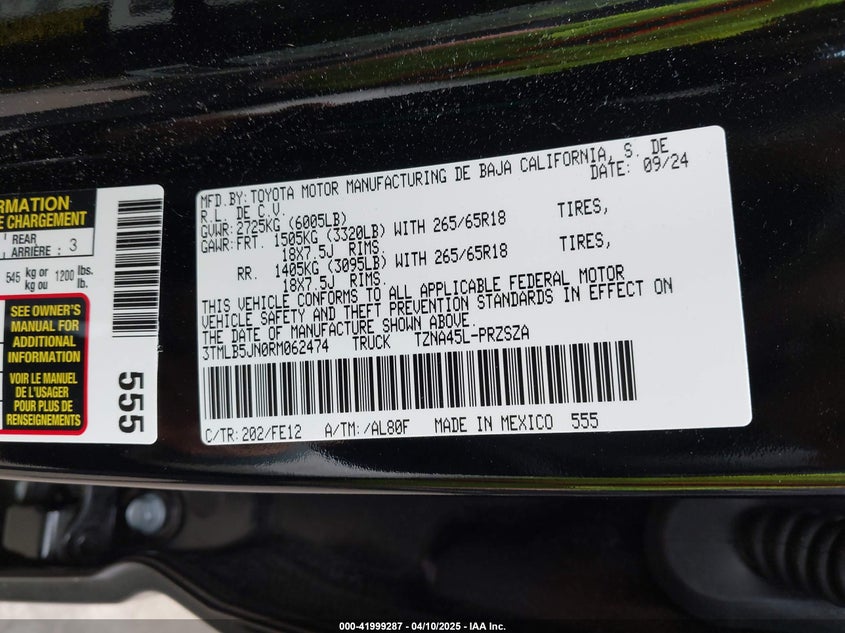 RMATION
E CHARGEMENT
REAR
ARRIÈRE : 3
545 kg or 1200 lbs.
kg ou lb.
SEE OWNER'S
MANUAL FOR
ADDITIONAL
INFORMATION
VOIR LE MANUEL
DE L'USAGER
POUR PLUS DE
RENSEIGNEMENTS
555
MFD.BY:TOYOTA MOTOR MANUFACTURING DE BAJA CALIFORNIA, S. DE
R.L. DE C.V. DATE: 09/24
GVWR:2725KG (6005LB)
GAWR:FRT. 1505KG (3320LB) WITH 265/65R18 TIRES,
18X7.5J RIMS.
RR. 1405KG (3095LB) WITH 265/65R18 TIRES,
18X7.5J RIMS.
THIS VEHICLE CONFORMS TO ALL APPLICABLE FEDERAL MOTOR
VEHICLE SAFETY AND THEFT PREVENTION STANDARDS IN EFFECT ON
THE DATE OF MANUFACTURE SHOWN ABOVE.
3TMLB5JN0RM062474 TRUCK TZNA45L-PRZSZA
C/TR:202/FE12 A/TM:/AL80F MADE IN MEXICO 555
000-41999287 - 04/10/2025 - IAA Inc.